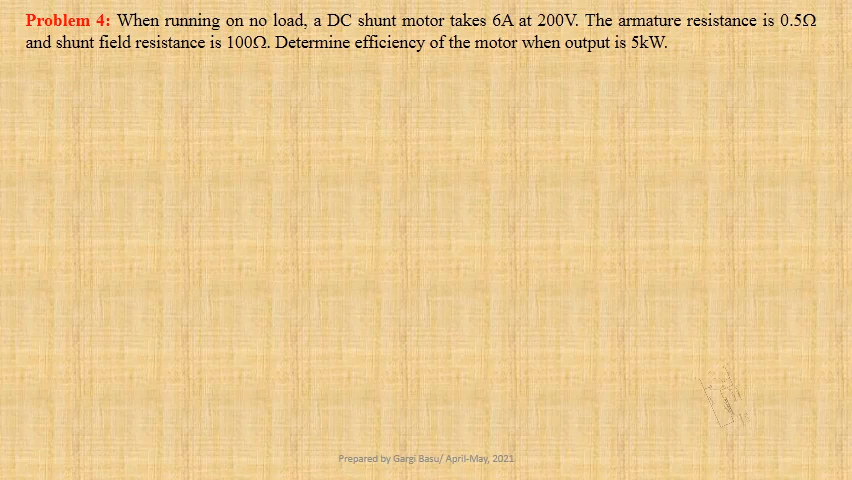 Problem 4: When running on no load, a DC shunt motor takes 6A at 200V. The armature resistance is 0.5Ω
and shunt field resistance is 100Ω. Determine efficiency of the motor when output is 5kW.
Prepared by Gargi Basu/ April-May, 2021.